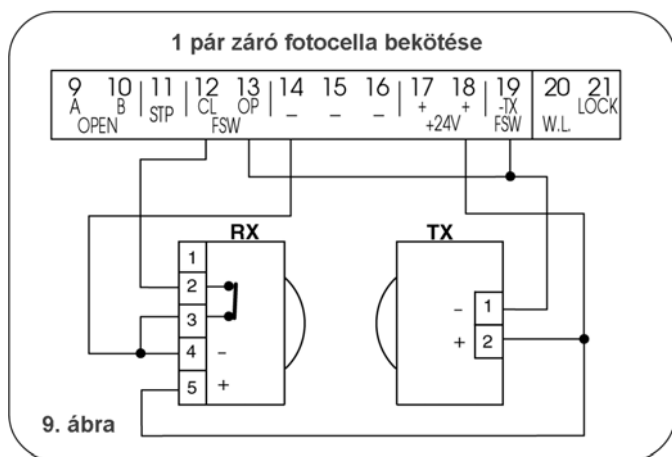 1 pár záró fotocella bekötése
9 10 11 12 13 14 15 16 17 18 19 20 21
A B STP CL OP _ _ _ + + -TX LOCK
OPEN FSW +24V FSW W.L.
RX TX
1
2
3
4 –
5 +
– 1
+ 2
9. ábra